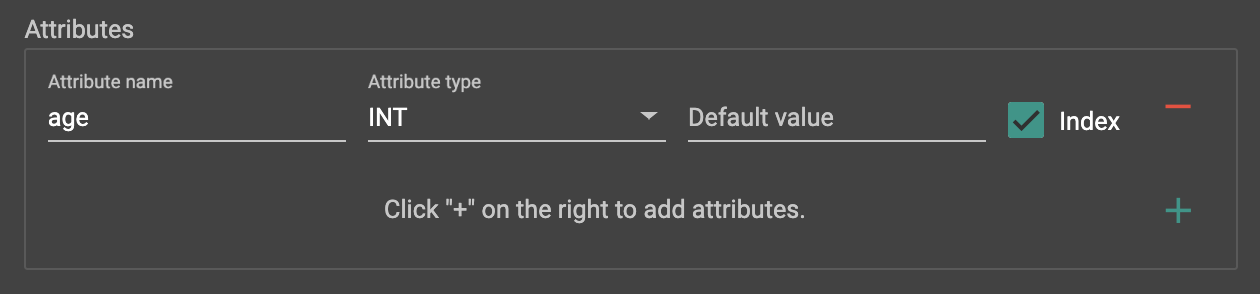 Attributes
Attribute name
Attribute type
age
INT
Default value
Index
Click "+" on the right to add attributes.